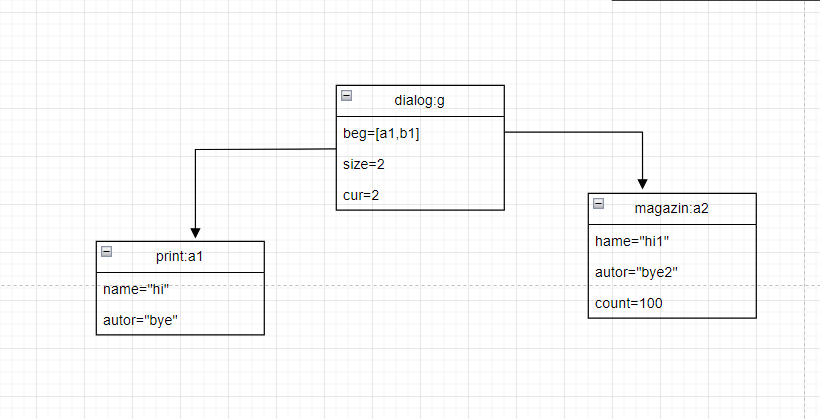 dialog:g
beg=[a1,b1]
size=2
cur=2
print:a1
name="hi"
autor="bye"
magazin:a2
hame="hi1"
autor="bye2"
count=100